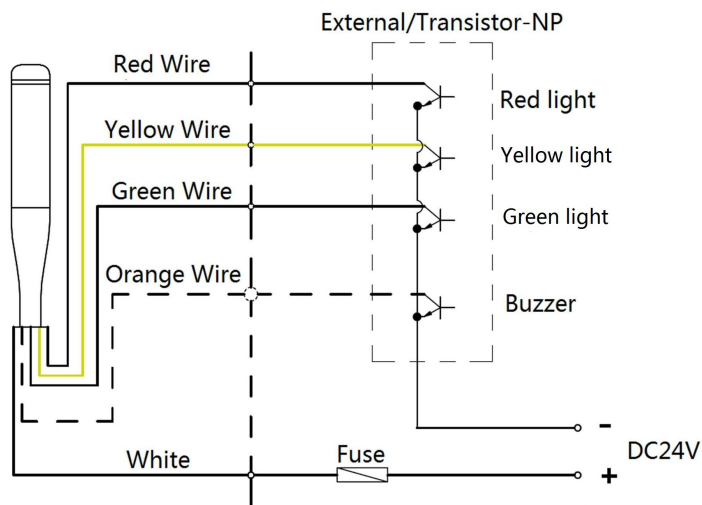 External/Transistor-NP
Red Wire
Red light
Yellow Wire
Yellow light
Green Wire
Green light
Orange Wire
Buzzer
-
DC24V
White
Fuse
+